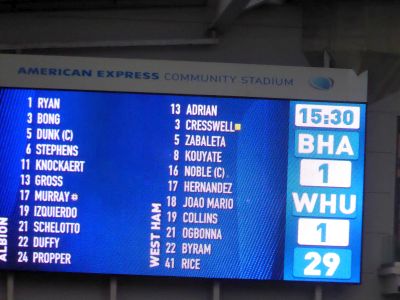 AMERICAN EXPRESS COMMUNITY STADIUM
ALBION
1 RYAN
3 BONG
5 DUNK (C)
6 STEPHENS
11 KNOCKAERT
13 GROSS
17 MURRAY
19 IZQUIERDO
21 SCHELOTTO
22 DUFFY
24 PROPPER
WEST HAM
13 ADRIAN
3 CRESSWELL
5 ZABALETA
8 KOUYATE
16 NOBLE (C)
17 HERNANDEZ
18 JOAO MARIO
19 COLLINS
21 OGBONNA
22 BYRAM
41 RICE
15:30
BHA
1
WHU
1
29